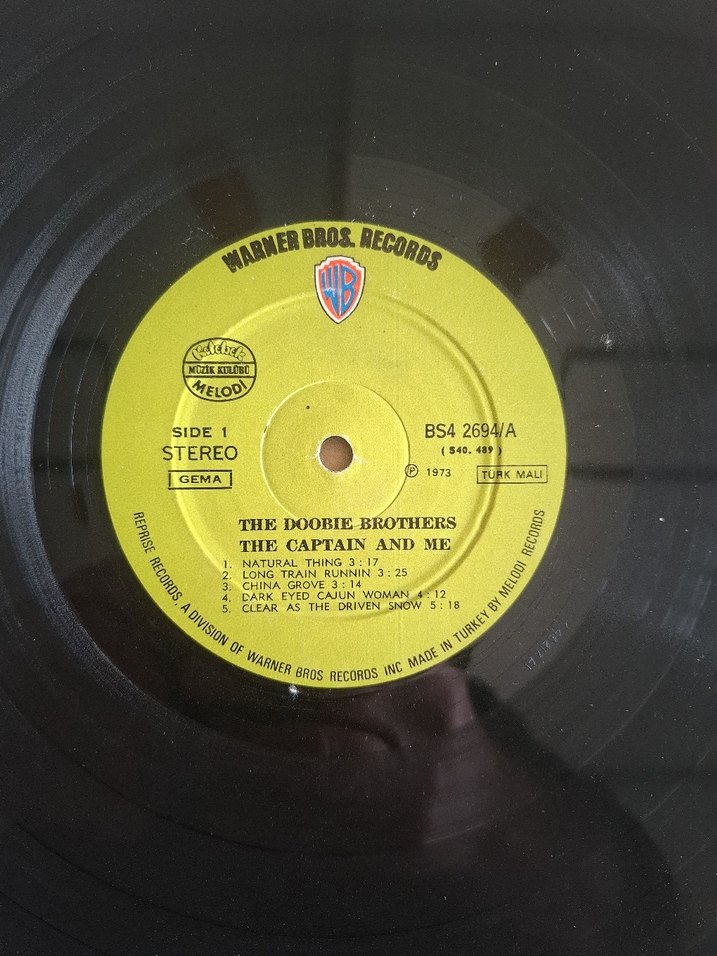 WARNER BROS. RECORDS
WB
Kelebek
MÜZİK KULÜBÜ
MELODİ
SIDE 1
STEREO
GEMA
BS4 2694/A
( S40. 489 )
Ⓟ 1973
TÜRK MALI
THE DOOBIE BROTHERS
THE CAPTAIN AND ME
1. NATURAL THING 3 : 17
2. LONG TRAIN RUNNIN 3 : 25
3. CHINA GROVE 3 : 14
4. DARK EYED CAJUN WOMAN 4 : 12
5. CLEAR AS THE DRIVEN SNOW 5 : 18
REPRISE RECORDS, A DIVISION OF WARNER BROS RECORDS INC MADE IN TURKEY BY MELODI RECORDS